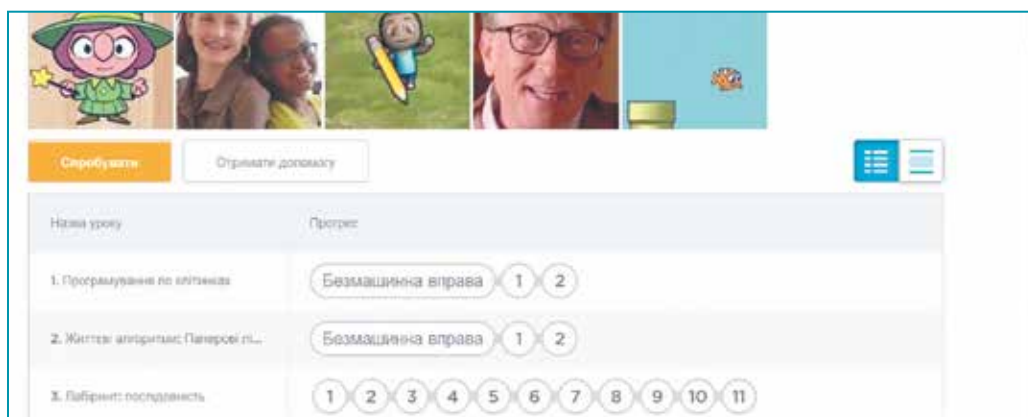 Спробувати
Отримати допомогу
Назва уроку
Прогрес
1. Програмування по клітинках
Безмашинна вправа 1 2
2. Життєві алгоритми: Паперові лі...
Безмашинна вправа 1 2
3. Лабіринт: послідовність
1 2 3 4 5 6 7 8 9 10 11